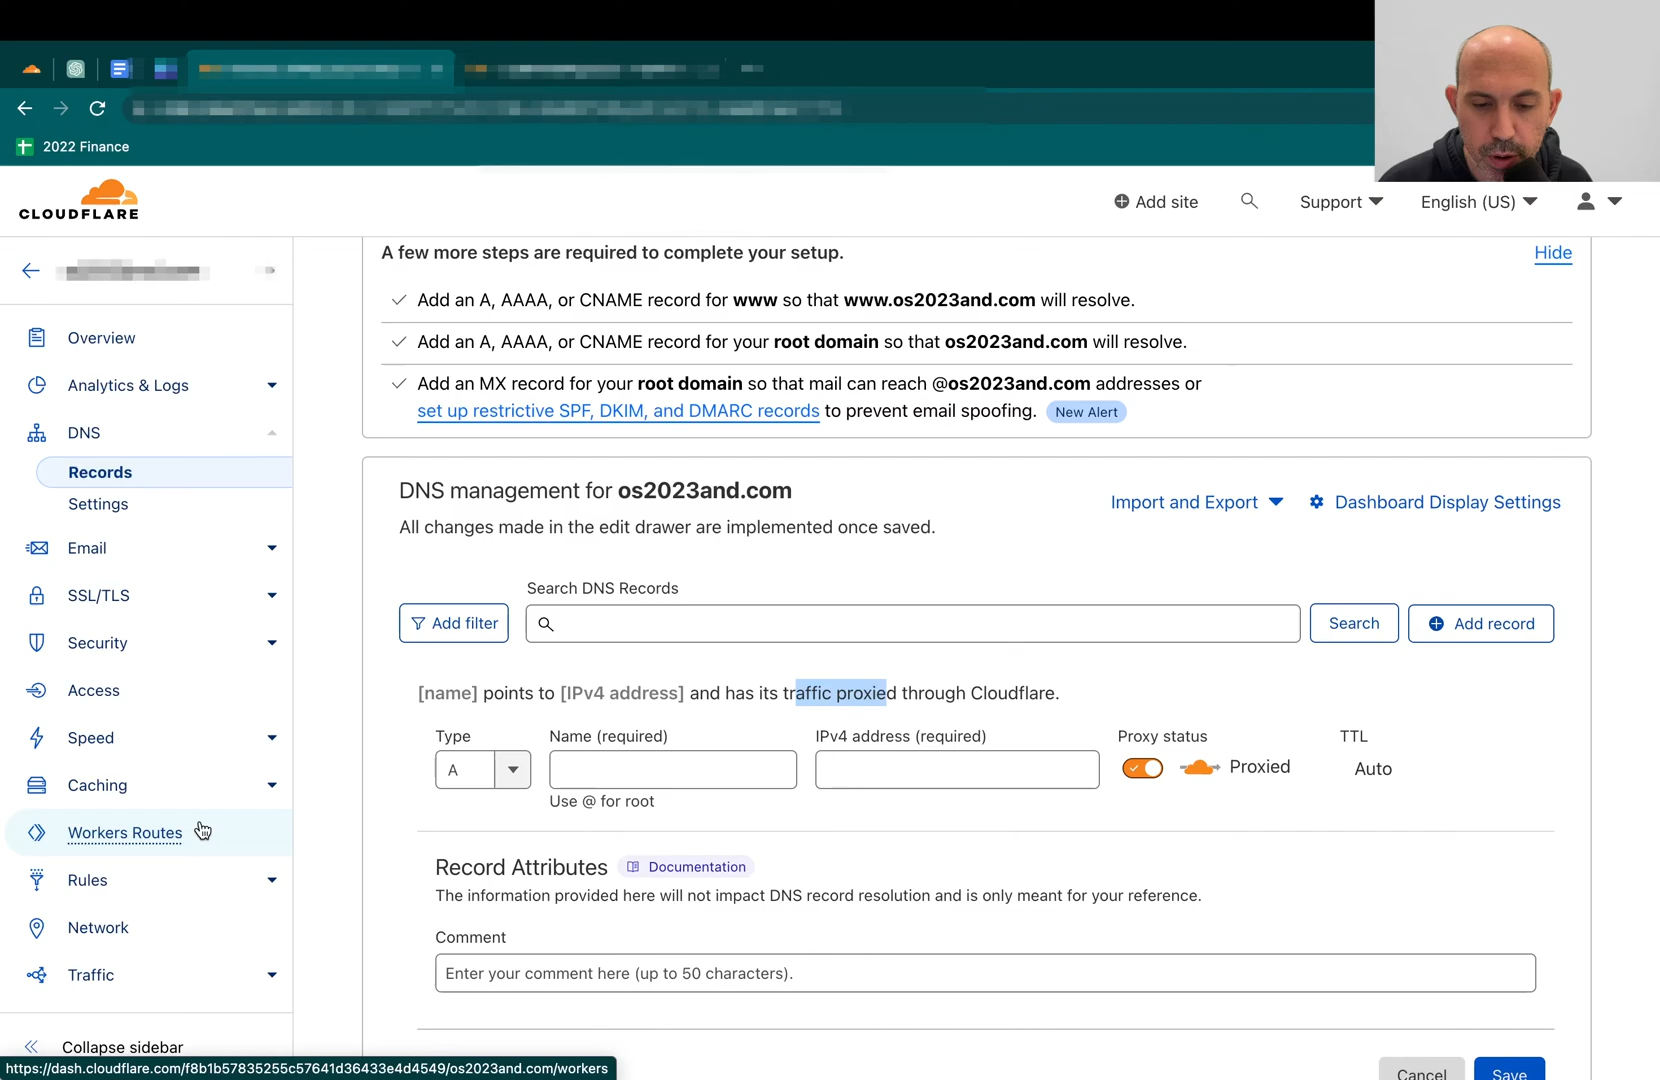 2022 Finance
CLOUDFLARE
Add site
Support
English (US)
A few more steps are required to complete your setup.
Hide
Add an A, AAAA, or CNAME record for www so that www.os2023and.com will resolve.
Add an A, AAAA, or CNAME record for your root domain so that os2023and.com will resolve.
Add an MX record for your root domain so that mail can reach @os2023and.com addresses or
set up restrictive SPF, DKIM, and DMARC records to prevent email spoofing. New Alert
Overview
Analytics & Logs
DNS
Records
Settings
Email
SSL/TLS
Security
Access
Speed
Caching
Workers Routes
Rules
Network
Traffic
Collapse sidebar
DNS management for os2023and.com
All changes made in the edit drawer are implemented once saved.
Import and Export
Dashboard Display Settings
Search DNS Records
Add filter
Search
Add record
[name] points to [IPv4 address] and has its traffic proxied through Cloudflare.
Type
Name (required)
IPv4 address (required)
Proxy status
TTL
A
Proxied
Auto
Use @ for root
Record Attributes
Documentation
The information provided here will not impact DNS record resolution and is only meant for your reference.
Comment
Enter your comment here (up to 50 characters).
Cancel
Save
https://dash.cloudflare.com/f8b1b57835255c57641d36433e4d4549/os2023and.com/workers